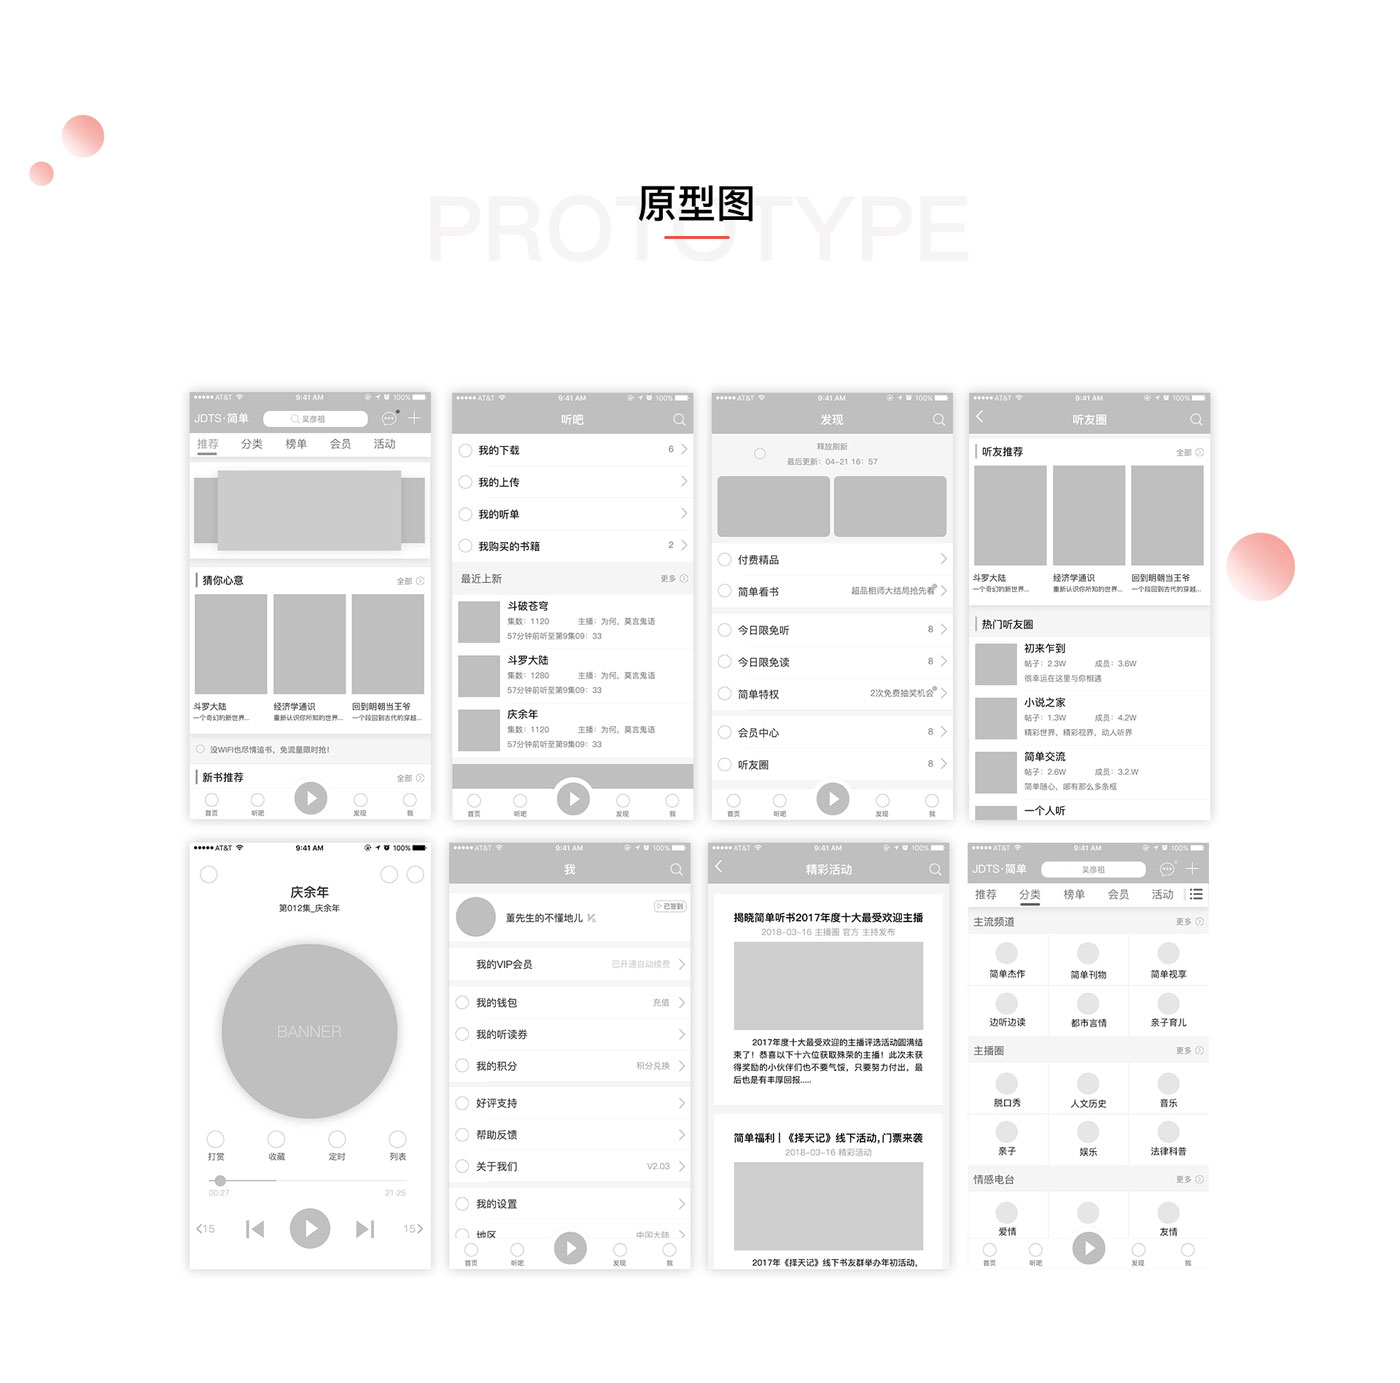 PROTOTYPE
原型图
AT&T 9:41 AM 100%
JDTS·简单 吴彦祖
推荐 分类 榜单 会员 活动
猜你心意 全部
斗罗大陆 经济学通识 回到明朝当王爷
一个奇幻的新世界... 重新认识你所知的世界... 一个段回到古代的穿越...
没WIFI也尽情追书，免流量限时抢！
新书推荐 全部
首页 听吧 发现 我
AT&T 9:41 AM 100%
听吧
我的下载 6
我的上传
我的听单
我购买的书籍 2
最近上新 更多
斗破苍穹
集数：1120 主播：为何，莫言鬼语
57分钟前听至第9集09：33
斗罗大陆
集数：1280 主播：为何，莫言鬼语
57分钟前听至第9集09：33
庆余年
集数：1120 主播：为何，莫言鬼语
57分钟前听至第9集09：33
首页 听吧 发现 我
AT&T 9:41 AM 100%
发现
释放刷新
最后更新：04-21 16：57
付费精品
简单看书 超品相师大结局抢先看
今日限免听 8
今日限免读 8
简单特权 2次免费抽奖机会
会员中心
听友圈 8
首页 听吧 发现 我
AT&T 9:41 AM 100%
听友圈
听友推荐 全部
斗罗大陆 经济学通识 回到明朝当王爷
一个奇幻的新世界... 重新认识你所知的世界... 一个段回到古代的穿越...
热门听友圈
初来乍到
帖子：2.3W 成员：3.6W
很幸运在这里与你相遇
小说之家
帖子：1.3W 成员：4.2W
精彩世界，精彩视界，动人听界
简单交流
帖子：2.6W 成员：3.2.W
简单随心，哪有那么多条框
一个人听
AT&T 9:41 AM 100%
庆余年
第012集_庆余年
BANNER
打赏 收藏 定时 列表
00:27 21:25
15 15
AT&T 9:41 AM 100%
我
已签到
董先生的不懂地儿
我的VIP会员 已开通自动续费
我的钱包 充值
我的听读券
我的积分 积分兑换
好评支持
帮助反馈
关于我们 V2.03
我的设置
地区 中国大陆
首页 听吧 发现 我
AT&T 9:41 AM 100%
精彩活动
揭晓简单听书2017年度十大最受欢迎主播
2018-03-16 主播圈 官方 主持发布
2017年度十大最受欢迎的主播评选活动圆满结
束了！恭喜以下十六位获取殊荣的主播！此次未获
得奖励的小伙伴们也不要气馁，只要努力付出，最
后也是有丰厚回报.....
简单福利 | 《择天记》线下活动，门票来袭
2018-03-16 精彩活动
2017年《择天记》线下书友群举办年初活动，
AT&T 9:41 AM 100%
JDTS·简单 吴彦祖
推荐 分类 榜单 会员 活动
主流频道 更多
简单杰作 简单刊物 简单视享
边听边读 都市言情 亲子育儿
主播圈 更多
脱口秀 人文历史 音乐
亲子 娱乐 法律科普
情感电台 更多
爱情 友情
首页 听吧 发现 我